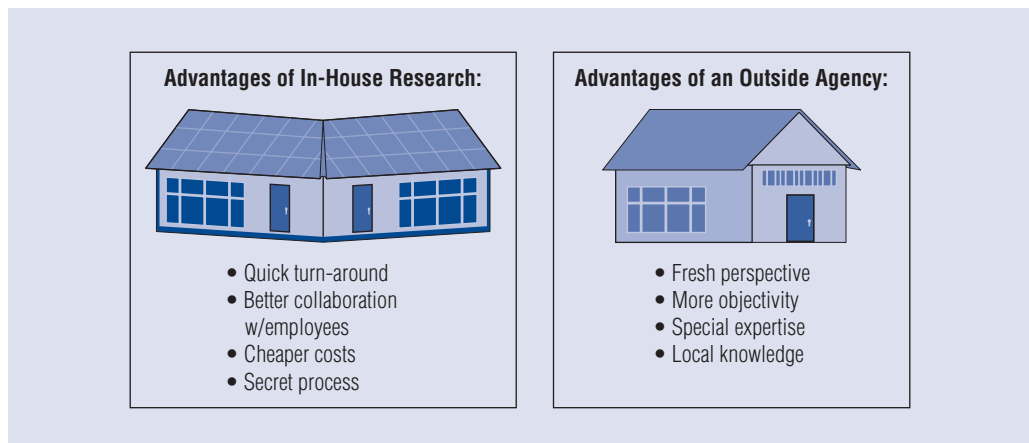 Advantages of In-House Research:
• Quick turn-around
• Better collaboration
w/employees
• Cheaper costs
• Secret process
Advantages of an Outside Agency:
• Fresh perspective
• More objectivity
• Special expertise
• Local knowledge